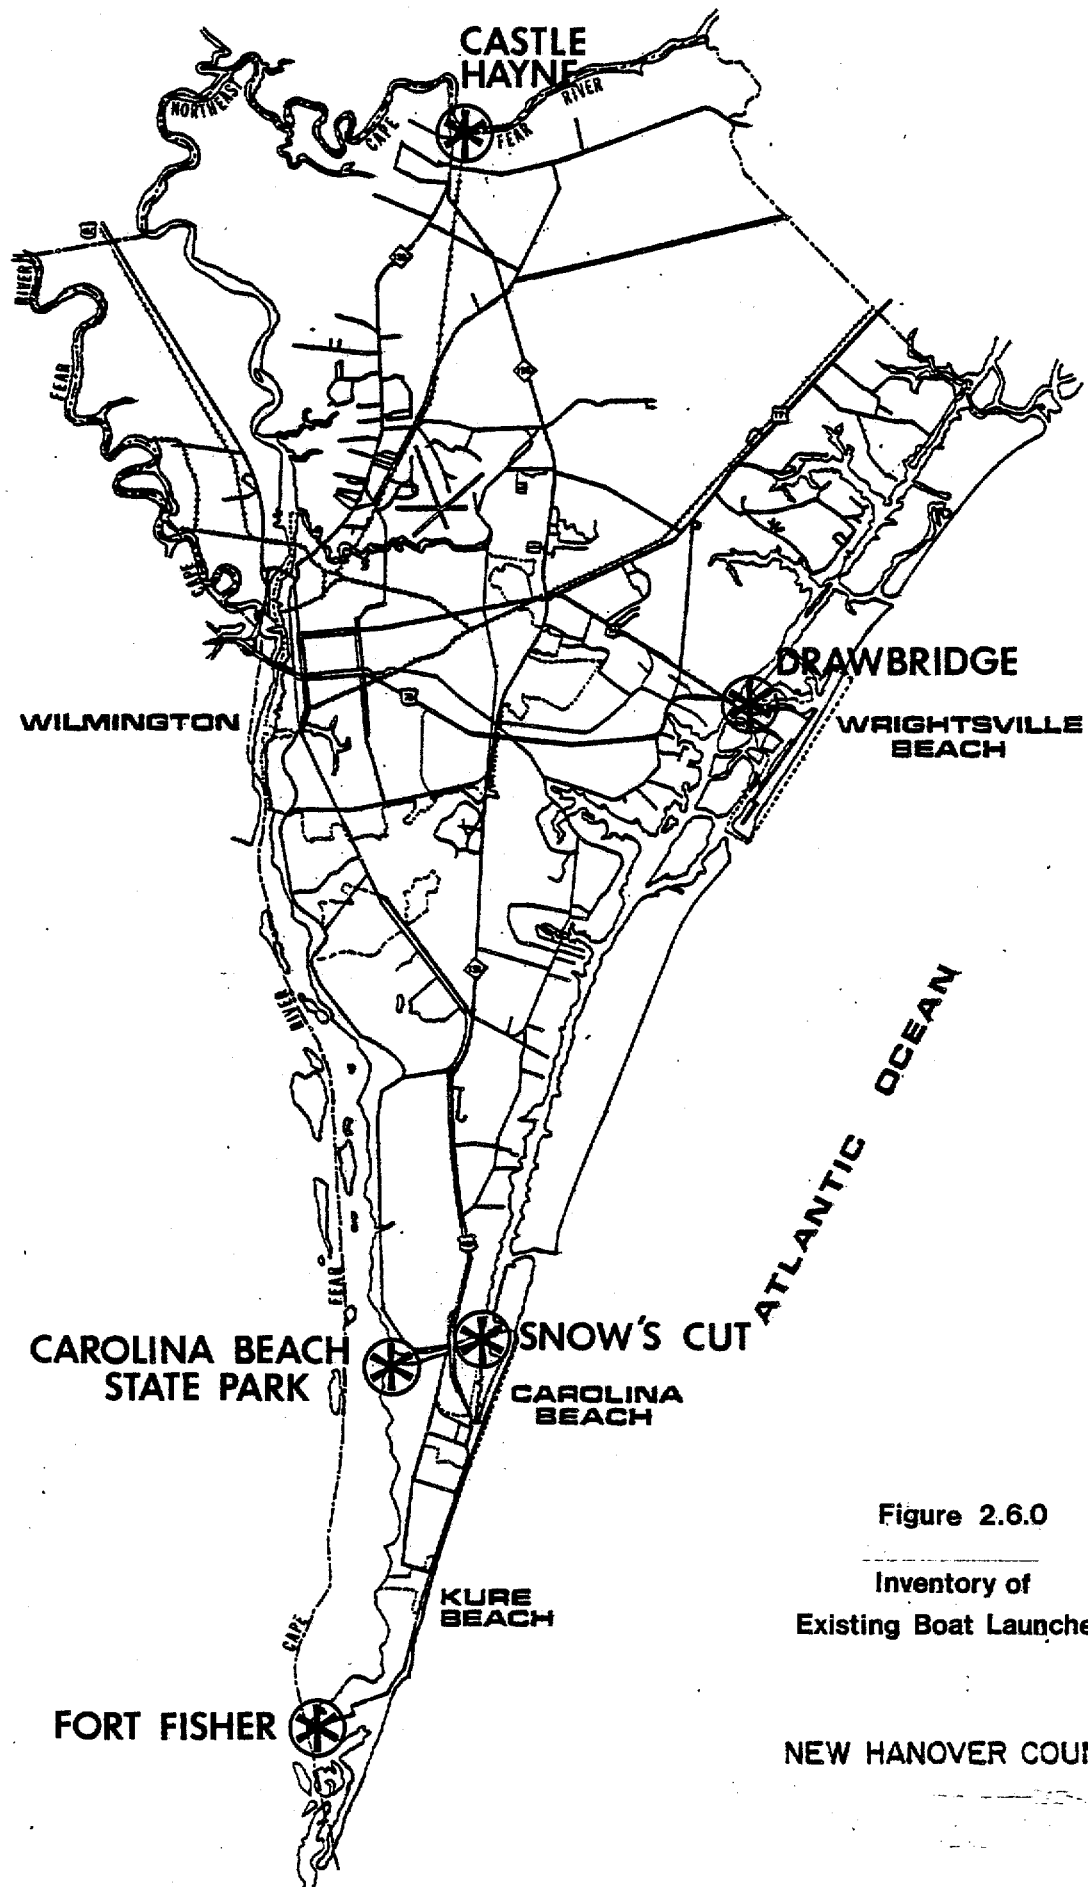 CASTLE
HAYNE
NORTHEAST
CAPE
FEAR
RIVER
RIVER
FEAR
CAPE
DRAWBRIDGE
WILMINGTON
WRIGHTSVILLE
BEACH
RIVER
ATLANTIC OCEAN
FEAR
CAROLINA BEACH
STATE PARK
SNOW'S CUT
CAROLINA
BEACH
Figure 2.6.0
Inventory of
Existing Boat Launche
KURE
BEACH
CAPE
FORT FISHER
NEW HANOVER COU